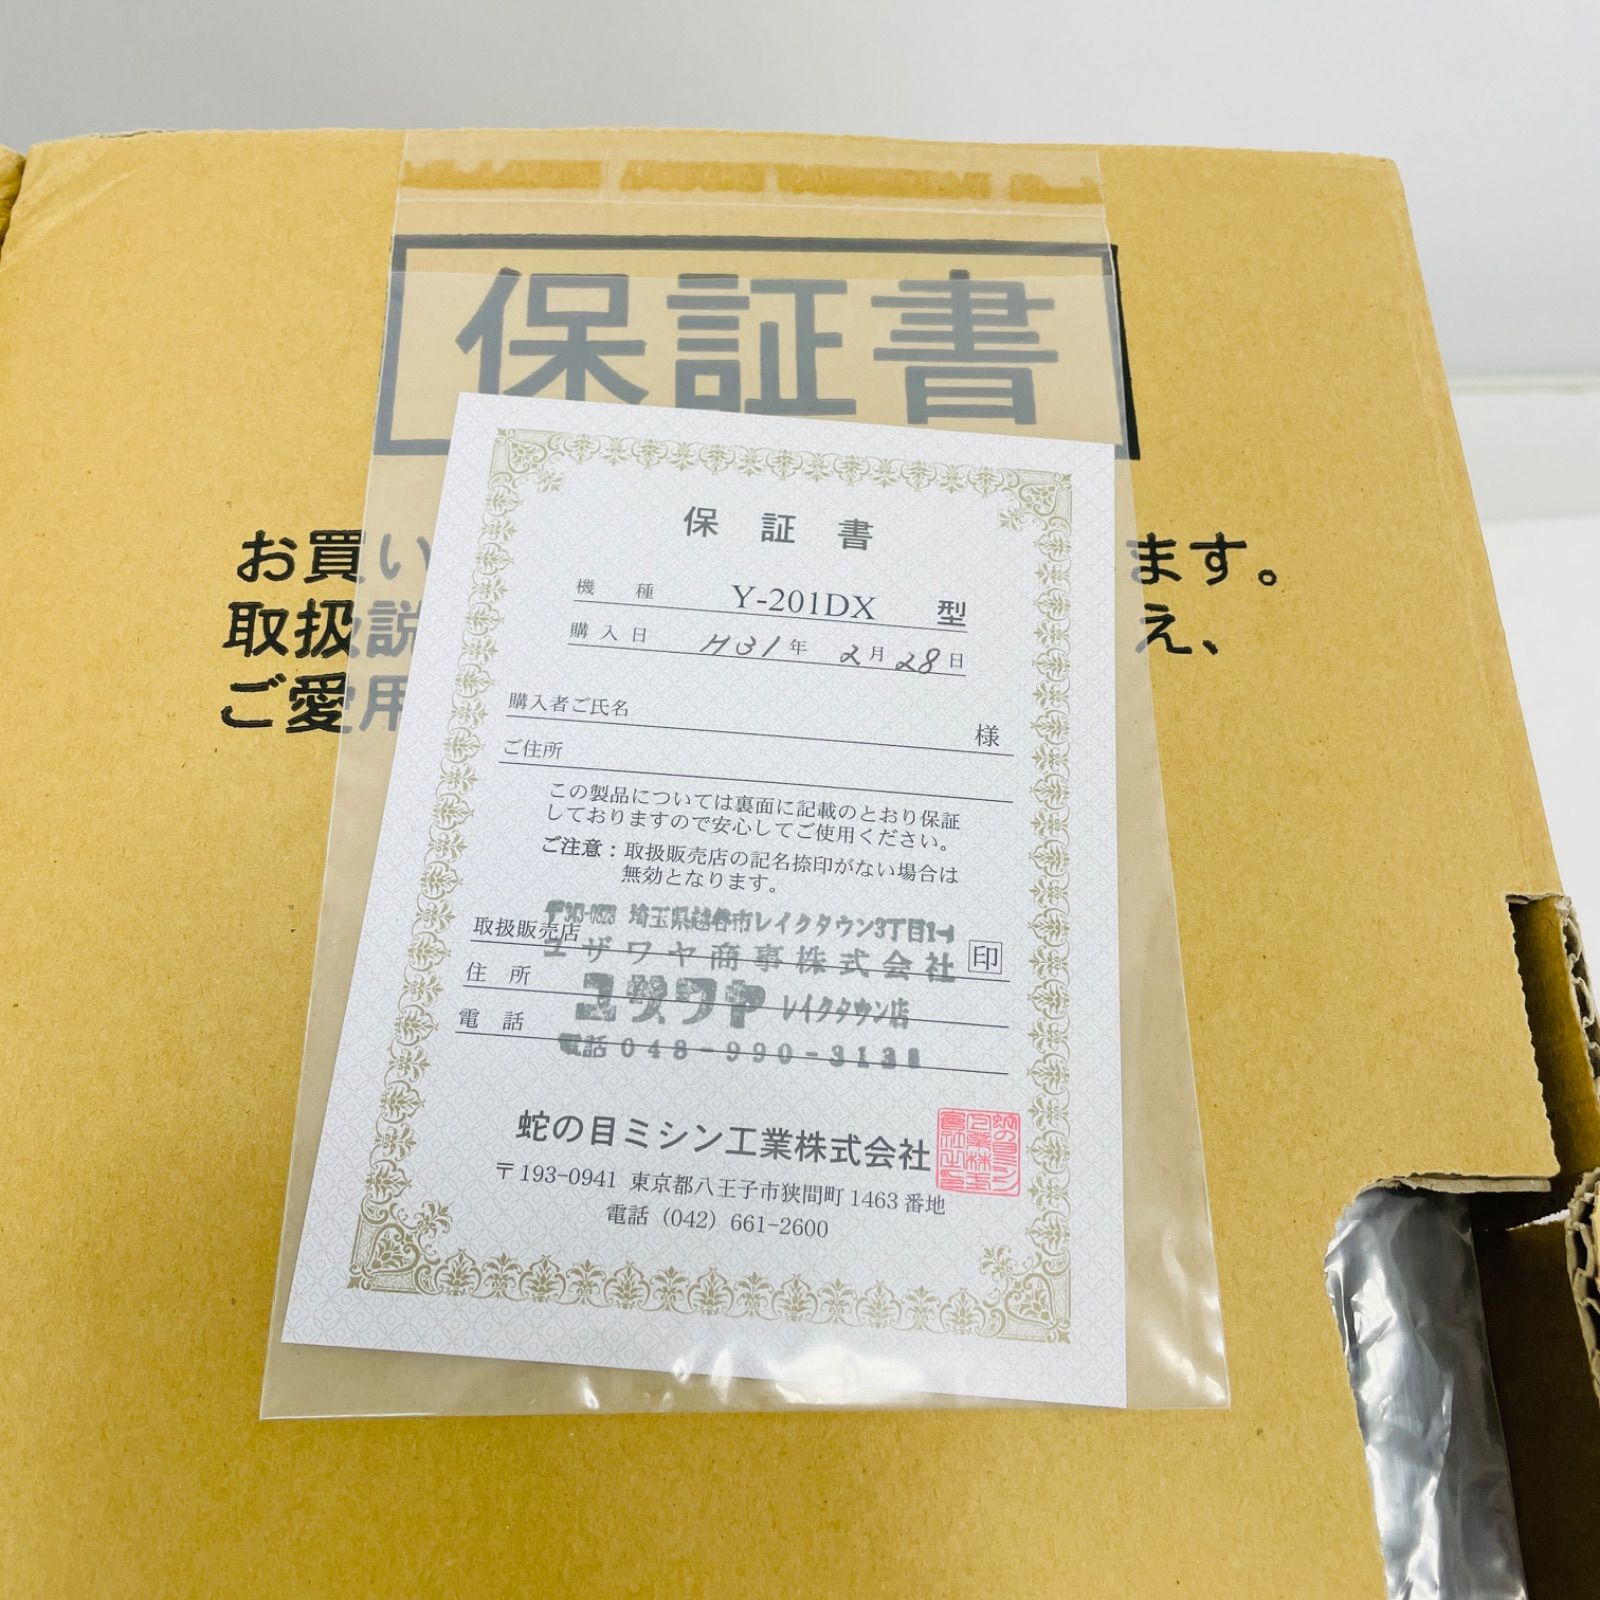 保証書
お買い
ます。
取扱説
え、
ご愛用
保証書
機種 Y-201DX 型
購入日 H31年 2月28日
購入者ご氏名 様
ご住所
この製品については裏面に記載のとおり保証
しておりますので安心してご使用ください。
ご注意：取扱販売店の記名捺印がない場合は
無効となります。
〒343-0828 埼玉県越谷市レイクタウン3丁目1-1
取扱販売店 印
ユザワヤ商事株式会社
住所
ユザワヤ レイクタウン店
電話
電話 048-990-3131
蛇の目ミシン工業株式会社
〒193-0941 東京都八王子市狭間町1463番地
電話（042）661-2600